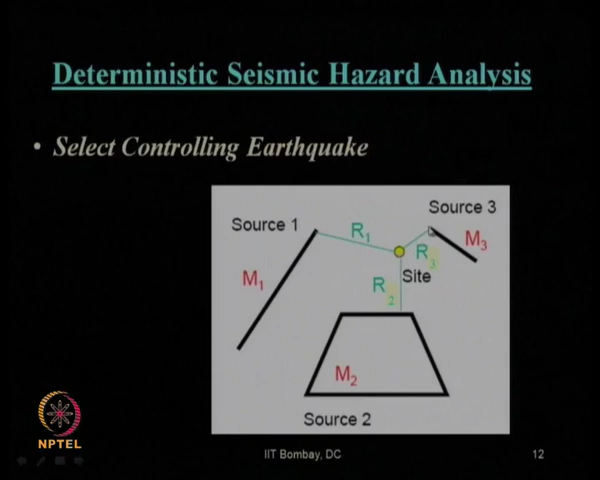 Deterministic Seismic Hazard Analysis
• Select Controlling Earthquake
Source 3
Source 1
R1
M3
R3
M1
Site
R2
M2
Source 2
NPTEL
IIT Bombay, DC
12